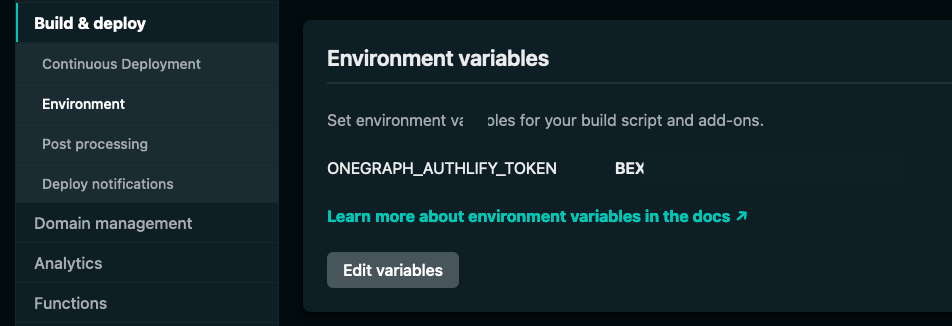 Build & deploy
Continuous Deployment
Environment
Post processing
Deploy notifications
Domain management
Analytics
Functions
Environment variables
Set environment va bles for your build script and add-ons.
ONEGRAPH_AUTHLIFY_TOKEN BEX
Learn more about environment variables in the docs ↗
Edit variables